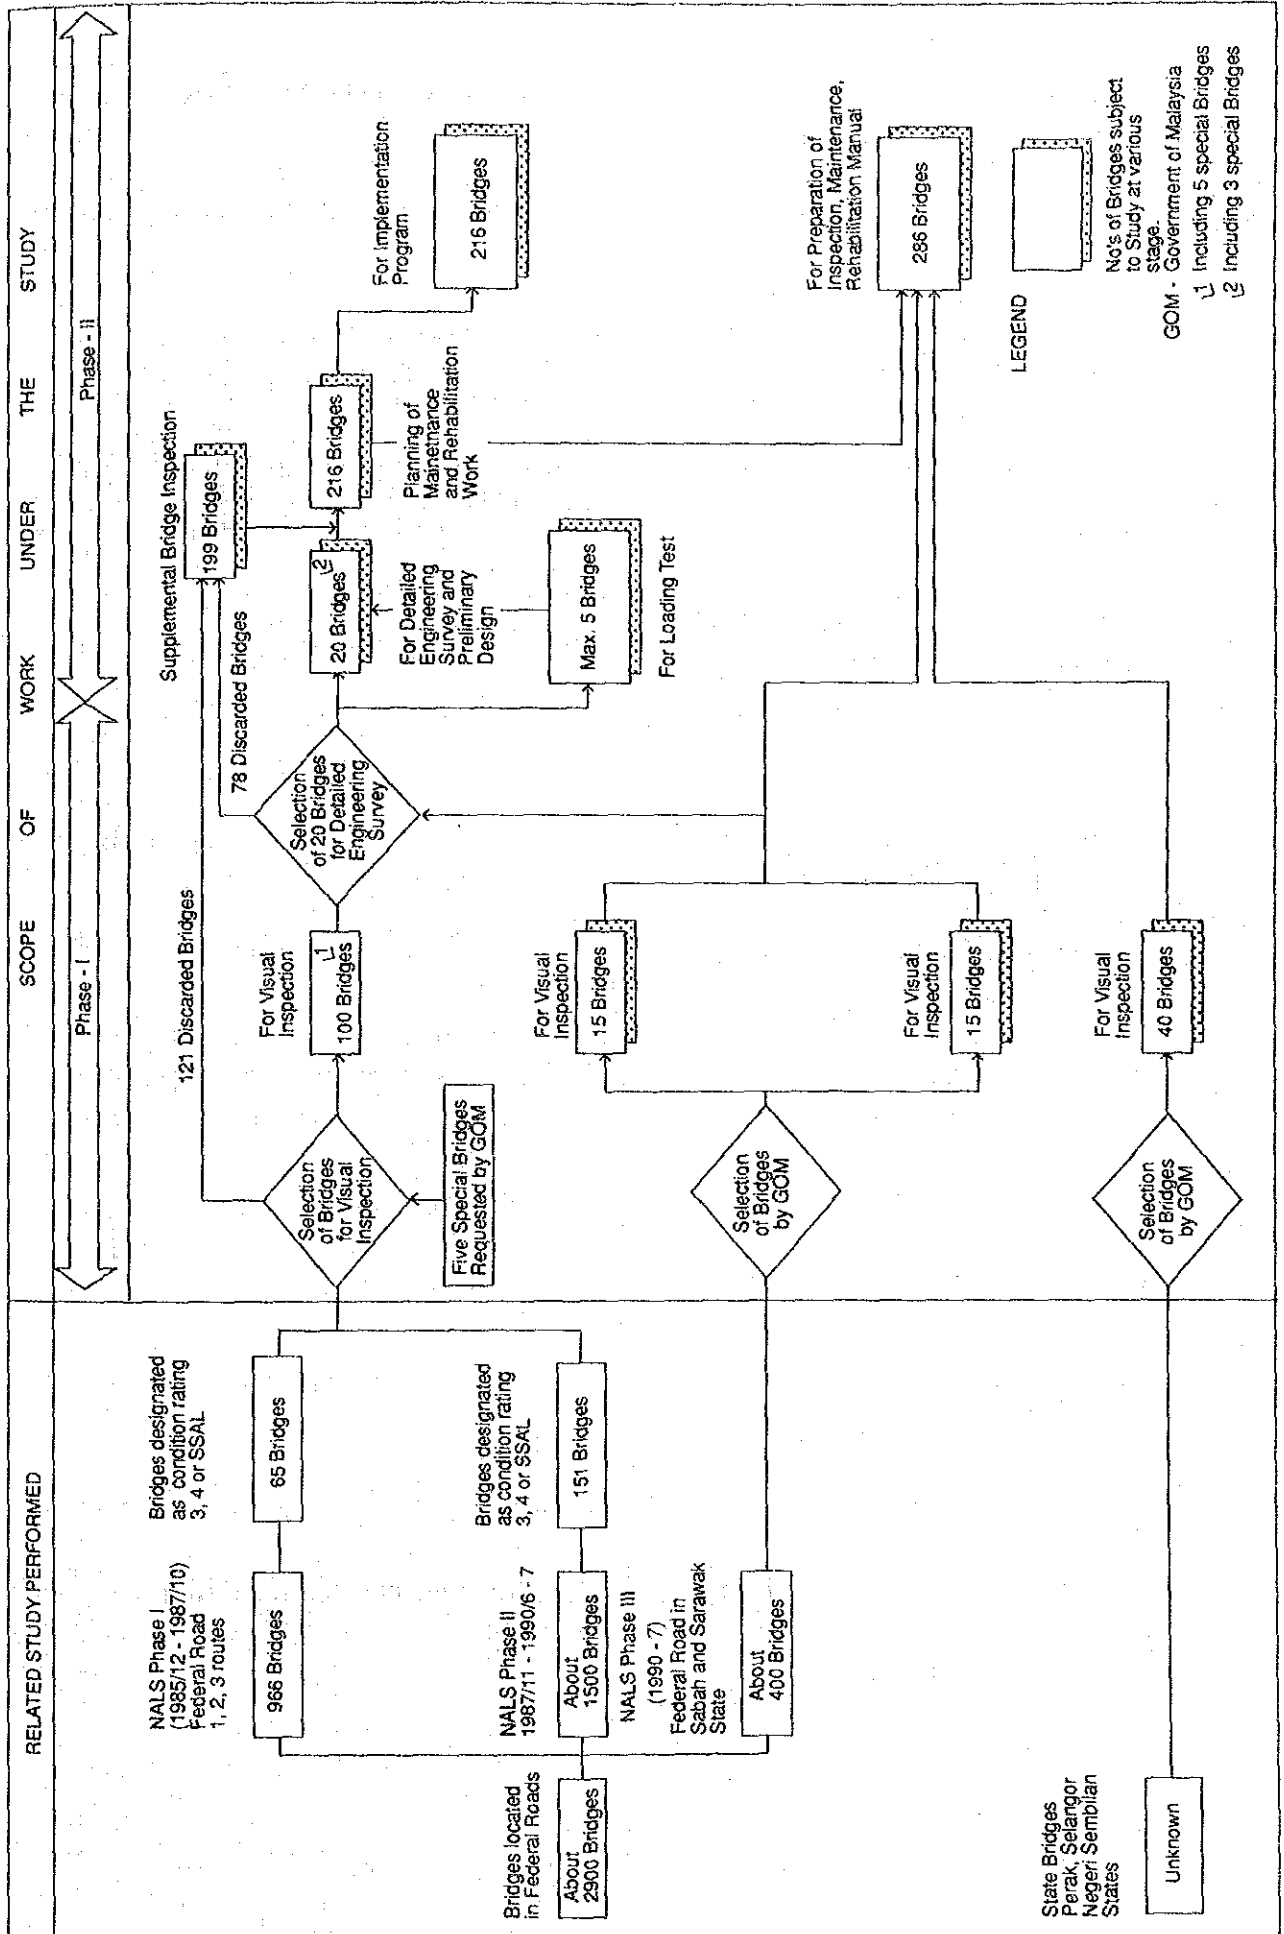 RELATED STUDY PERFORMED
SCOPE OF WORK UNDER THE STUDY
Phase - I
Phase - II
Bridges located
in Federal Roads
About
2900 Bridges
NALS Phase I
(1985/12 - 1987/10)
Federal Road
1, 2, 3 routes
966 Bridges
Bridges designated
as condition rating
3, 4 or SSAL
65 Bridges
NALS Phase II
1987/11 - 1990/6 - 7
About
1500 Bridges
Bridges designated
as condition rating
3, 4 or SSAL
151 Bridges
NALS Phase III
(1990 - 7)
Federal Road in
Sabah and Sarawak
State
About
400 Bridges
State Bridges
Perak, Selangor
Negeri Sembilan
States
Unknown
Selection
of Bridges
for Visual
Inspection
Five Special Bridges
Requested by GOM
121 Discarded Bridges
For Visual
Inspection
100 Bridges
1
Selection
of 20 Bridges
for Detailed
Engineering
Survey
78 Discarded Bridges
Supplemental Bridge Inspection
199 Bridges
20 Bridges
2
For Detailed
Engineering
Survey and
Preliminary
Design
Max. 5 Bridges
For Loading Test
216 Bridges
Planning of
Mainetnance
and Rehabilitation
Work
For Implementation
Program
216 Bridges
Selection
of Bridges
by GOM
For Visual
Inspection
15 Bridges
For Visual
Inspection
15 Bridges
Selection
of Bridges
by GOM
For Visual
Inspection
40 Bridges
For Preparation of
Inspection, Maintenance,
Rehabilitation Manual
286 Bridges
LEGEND
No's of Bridges subject
to Study at various
stage.
GOM - Government of Malaysia
1 Including 5 special Bridges
2 Including 3 special Bridges